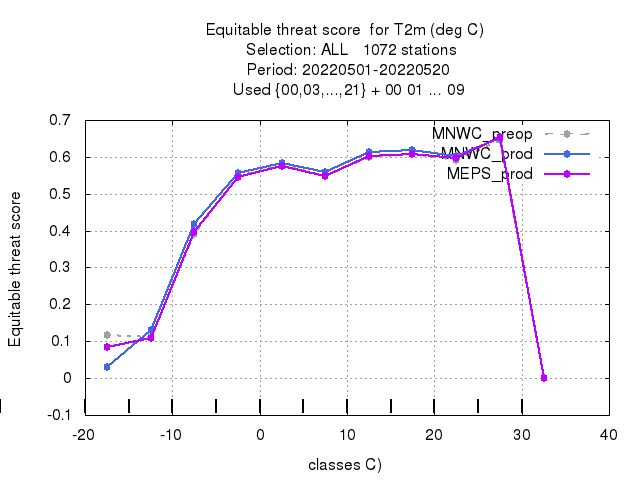 Equitable threat score  for T2m (deg C)
Selection: ALL   1072 stations
Period: 20220501-20220520
Used {00,03,...,21} + 00 01 ... 09
MNWC_preop
MNWC_prod
MEPS_prod
Equitable threat score
0.7
0.6
0.5
0.4
0.3
0.2
0.1
0
-0.1
-20
-10
0
10
20
30
40
classes C)